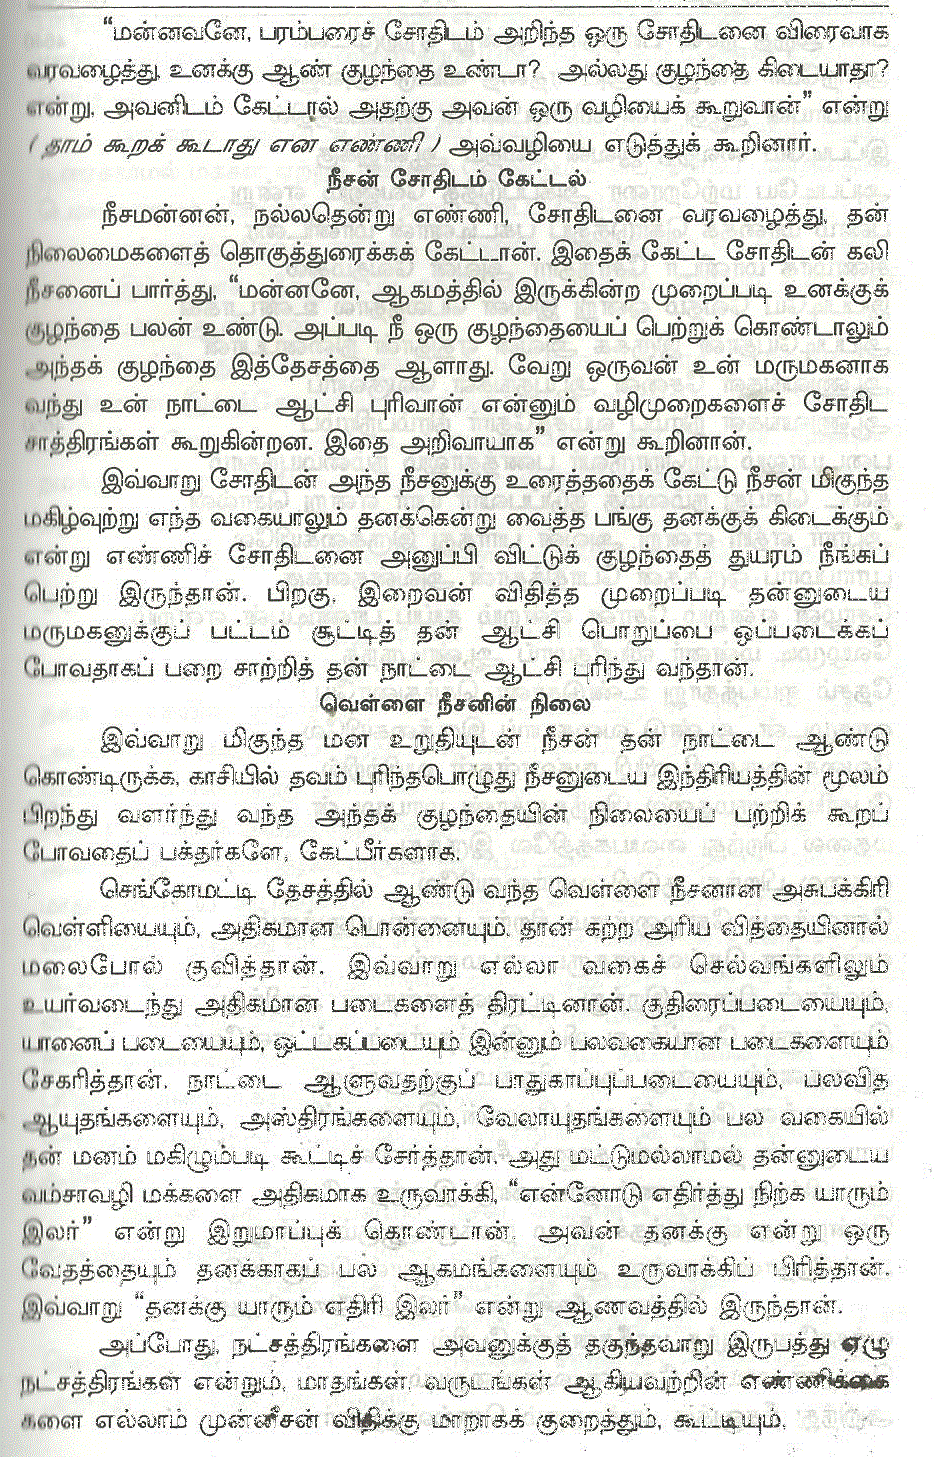 “மன்னவனே, பரம்பரைச் சோதிடம் அறிந்த ஒரு சோதிடனை விரைவாக
வரவழைத்து, உனக்கு ஆண் குழந்தை உண்டா? அல்லது குழந்தை கிடையாதா?
என்று, அவனிடம் கேட்டால் அதற்கு அவன் ஒரு வழியைக் கூறுவான்” என்று
(தாம் கூறக் கூடாது என எண்ணி) அவ்வழியை எடுத்துக் கூறினார்.
நீசன் சோதிடம் கேட்டல்
நீசமன்னன், நல்லதென்று எண்ணி, சோதிடனை வரவழைத்து, தன்
நிலைமைகளைத் தொகுத்துரைக்கக் கேட்டான். இதைக் கேட்ட சோதிடன் கலி
நீசனைப் பார்த்து, “மன்னனே, ஆகமத்தில் இருக்கின்ற முறைப்படி உனக்குக்
குழந்தை பலன் உண்டு. அப்படி நீ ஒரு குழந்தையைப் பெற்றுக் கொண்டாலும்
அந்தக் குழந்தை இத்தேசத்தை ஆளாது. வேறு ஒருவன் உன் மருமகனாக
வந்து உன் நாட்டை ஆட்சி புரிவான் என்னும் வழிமுறைகளைச் சோதிட
சாத்திரங்கள் கூறுகின்றன. இதை அறிவாயாக” என்று கூறினான்.
இவ்வாறு சோதிடன் அந்த நீசனுக்கு உரைத்ததைக் கேட்டு நீசன் மிகுந்த
மகிழ்வுற்று எந்த வகையாலும் தனக்கென்று வைத்த பங்கு தனக்குக் கிடைக்கும்
என்று எண்ணிச் சோதிடனை அனுப்பி விட்டுக் குழந்தைத் துயரம் நீங்கப்
பெற்று இருந்தான். பிறகு, இறைவன் விதித்த முறைப்படி தன்னுடைய
மருமகனுக்குப் பட்டம் சூட்டித் தன் ஆட்சி பொறுப்பை ஒப்படைக்கப்
போவதாகப் பறை சாற்றித் தன் நாட்டை ஆட்சி புரிந்து வந்தான்.
வெள்ளை நீசனின் நிலை
இவ்வாறு மிகுந்த மன உறுதியுடன் நீசன் தன் நாட்டை ஆண்டு
கொண்டிருக்க, காசியில் தவம் புரிந்தபொழுது நீசனுடைய இந்திரியத்தின் மூலம்
பிறந்து வளர்ந்து வந்த அந்தக் குழந்தையின் நிலையைப் பற்றிக் கூறப்
போவதைப் பக்தர்களே, கேட்பீர்களாக.
செங்கோமட்டி தேசத்தில் ஆண்டு வந்த வெள்ளை நீசனான அசுபக்கிரி
வெள்ளியையும், அதிகமான பொன்னையும், தான் கற்ற அரிய வித்தையினால்
மலைபோல் குவித்தான். இவ்வாறு எல்லா வகைச் செல்வங்களிலும்
உயர்வடைந்து அதிகமான படைகளைத் திரட்டினான். குதிரைப்படையையும்,
யானைப் படையையும், ஒட்டகப்படையும் இன்னும் பலவகையான படைகளையும்
சேகரித்தான். நாட்டை ஆளுவதற்குப் பாதுகாப்புப்படையையும், பலவித
ஆயுதங்களையும், அஸ்திரங்களையும், வேலாயுதங்களையும் பல வகையில்
தன் மனம் மகிழும்படி கூட்டிச் சேர்த்தான். அது மட்டுமல்லாமல் தன்னுடைய
வம்சாவழி மக்களை அதிகமாக உருவாக்கி, “என்னோடு எதிர்த்து நிற்க யாரும்
இலர்” என்று இறுமாப்புக் கொண்டான். அவன் தனக்கு என்று ஒரு
வேதத்தையும் தனக்காகப் பல ஆகமங்களையும் உருவாக்கிப் பிரித்தான்.
இவ்வாறு “தனக்கு யாரும் எதிரி இலர்” என்று ஆணவத்தில் இருந்தான்.
அப்போது, நட்சத்திரங்களை அவனுக்குத் தகுந்தவாறு இருபத்து ஏழு
நட்சத்திரங்கள் என்றும், மாதங்கள், வருடங்கள் ஆகியவற்றின் எண்ணிக்கை
களை எல்லாம் முன்னீசன் விதிக்கு மாறாகக் குறைத்தும், கூட்டியும்,